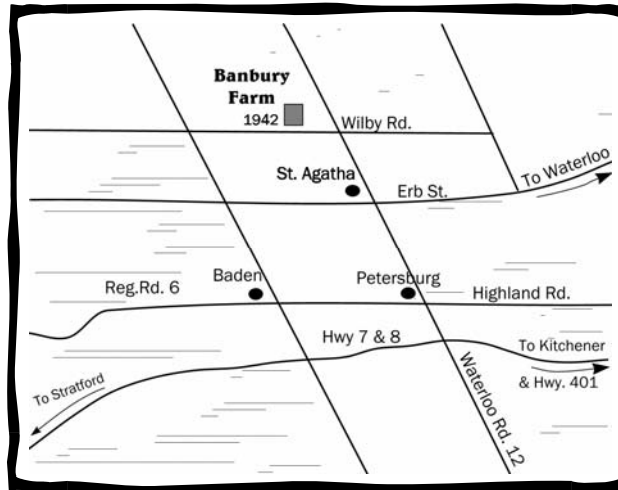 Banbury
Farm
1942
Wilby Rd.
St. Agatha
Erb St.
To Waterloo
Baden
Petersburg
Reg.Rd. 6
Highland Rd.
Hwy 7 & 8
To Kitchener
& Hwy. 401
To Stratford
Waterloo Rd. 12